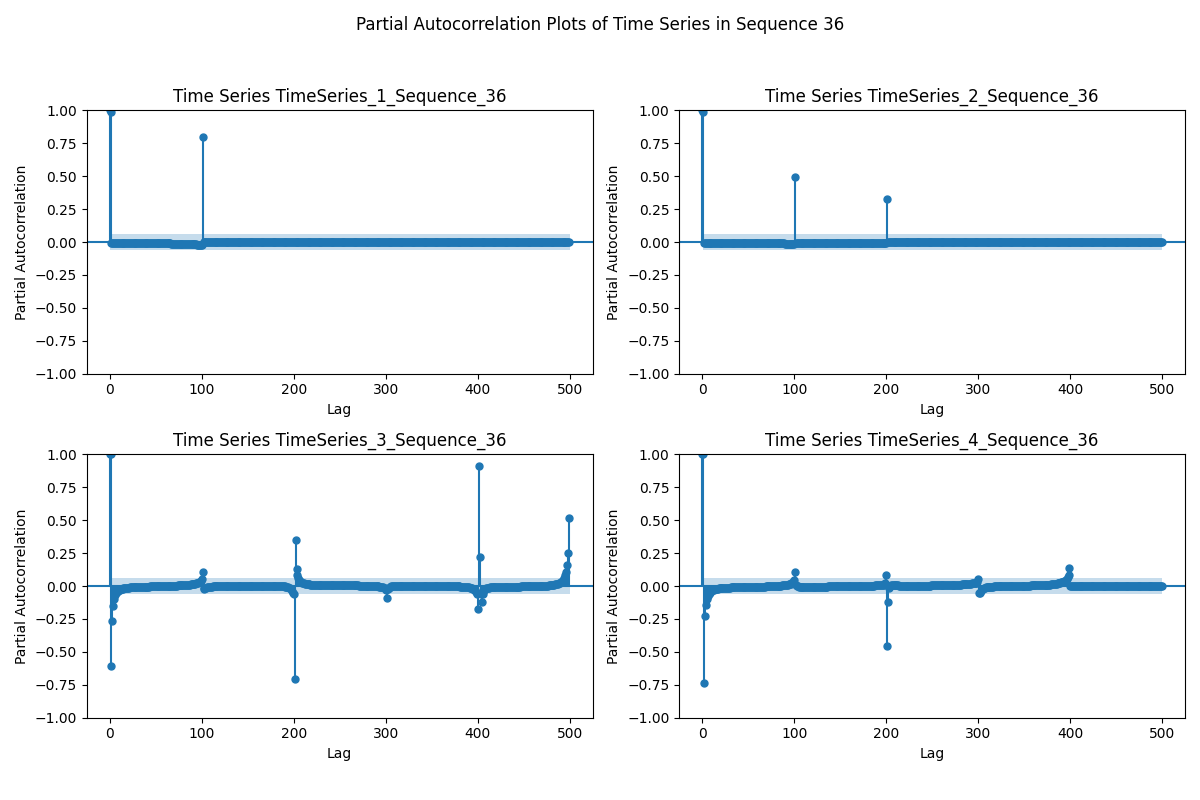 Partial Autocorrelation Plots of Time Series in Sequence 36
Time Series TimeSeries_1_Sequence_36
Partial Autocorrelation
1.00
0.75
0.50
0.25
0.00
−0.25
−0.50
−0.75
−1.00
0 100 200 300 400 500
Lag
Time Series TimeSeries_2_Sequence_36
Partial Autocorrelation
1.00
0.75
0.50
0.25
0.00
−0.25
−0.50
−0.75
−1.00
0 100 200 300 400 500
Lag
Time Series TimeSeries_3_Sequence_36
Partial Autocorrelation
1.00
0.75
0.50
0.25
0.00
−0.25
−0.50
−0.75
−1.00
0 100 200 300 400 500
Lag
Time Series TimeSeries_4_Sequence_36
Partial Autocorrelation
1.00
0.75
0.50
0.25
0.00
−0.25
−0.50
−0.75
−1.00
0 100 200 300 400 500
Lag